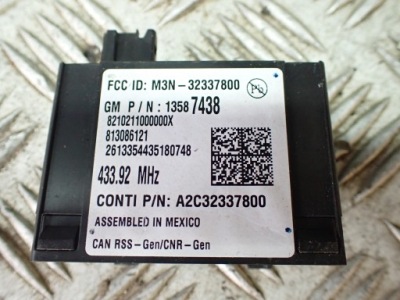 FCC ID: M3N-32337800
Pb
GM P/N: 13587438
8210211000000X
813086121
2613354435180748
433.92 MHz
CONTI P/N: A2C32337800
ASSEMBLED IN MEXICO
CAN RSS-Gen/CNR-Gen